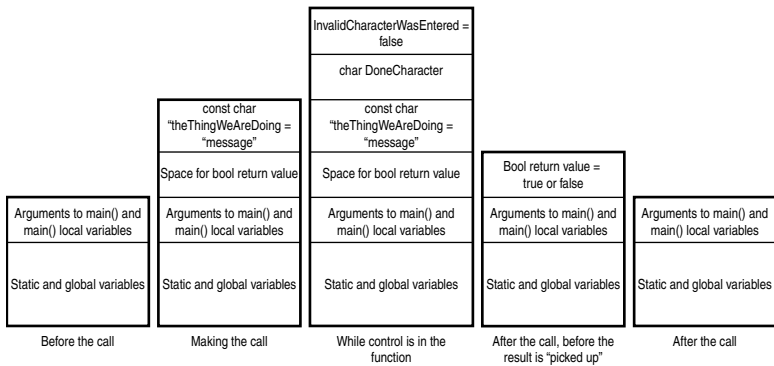 Arguments to main() and
main() local variables
Static and global variables
Before the call
const char
“theThingWeAreDoing =
“message”
Space for bool return value
Arguments to main() and
main() local variables
Static and global variables
Making the call
InvalidCharacterWasEntered =
false
char DoneCharacter
const char
“theThingWeAreDoing =
“message”
Space for bool return value
Arguments to main() and
main() local variables
Static and global variables
While control is in the
function
Bool return value =
true or false
Arguments to main() and
main() local variables
Static and global variables
After the call, before the
result is “picked up”
Arguments to main() and
main() local variables
Static and global variables
After the call